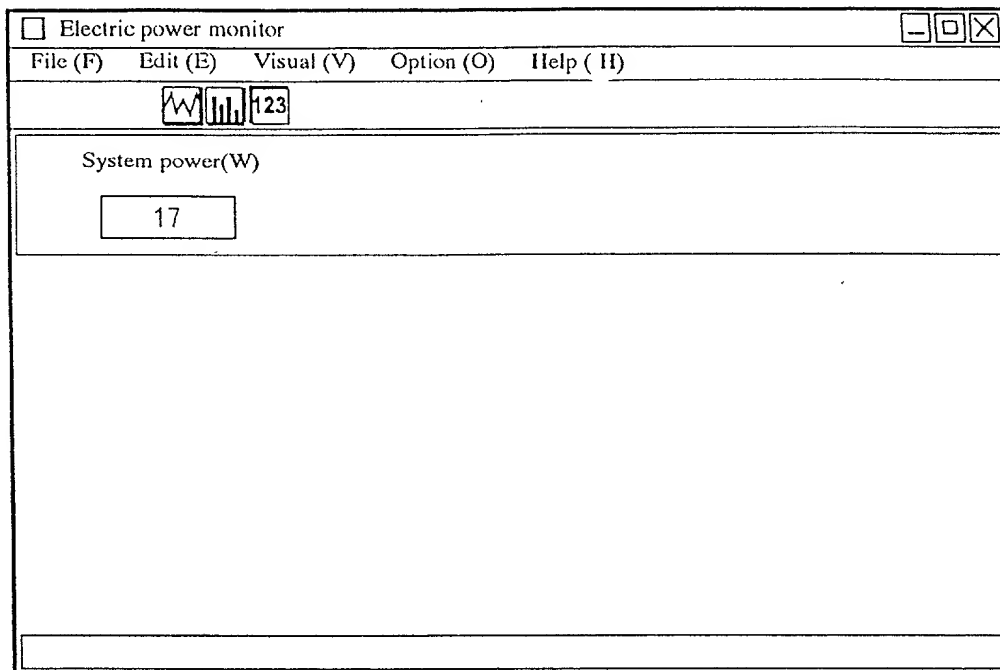 Electric power monitor
File (F) Edit (E) Visual (V) Option (O) Help ( H)
123
System power(W)
17